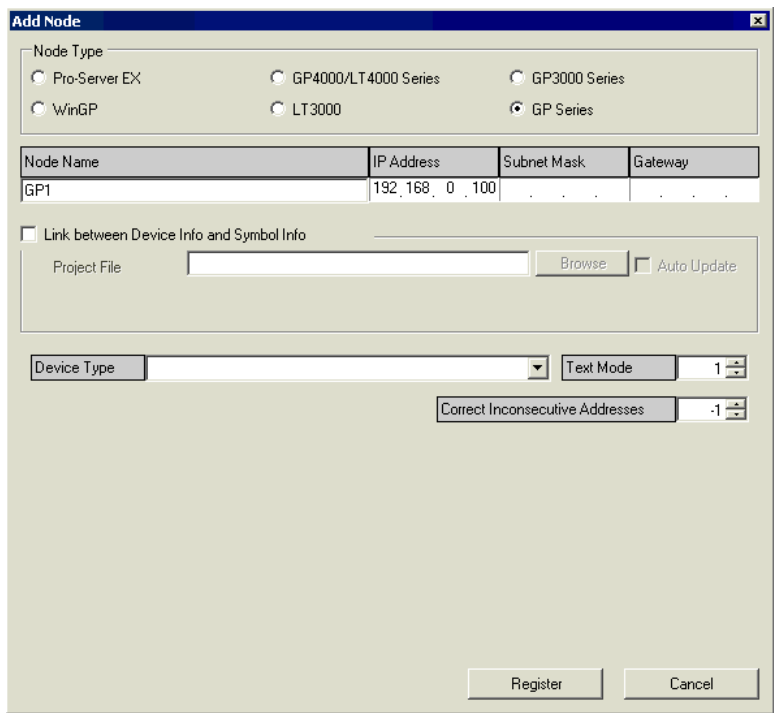 Add Node
Node Type
Pro-Server EX GP4000/LT4000 Series GP3000 Series
WinGP LT3000 GP Series
Node Name IP Address Subnet Mask Gateway
GP1 192.168. 0 .100 . . . . . .
Link between Device Info and Symbol Info
Project File Browse Auto Update
Device Type Text Mode 1
Correct Inconsecutive Addresses -1
Register Cancel